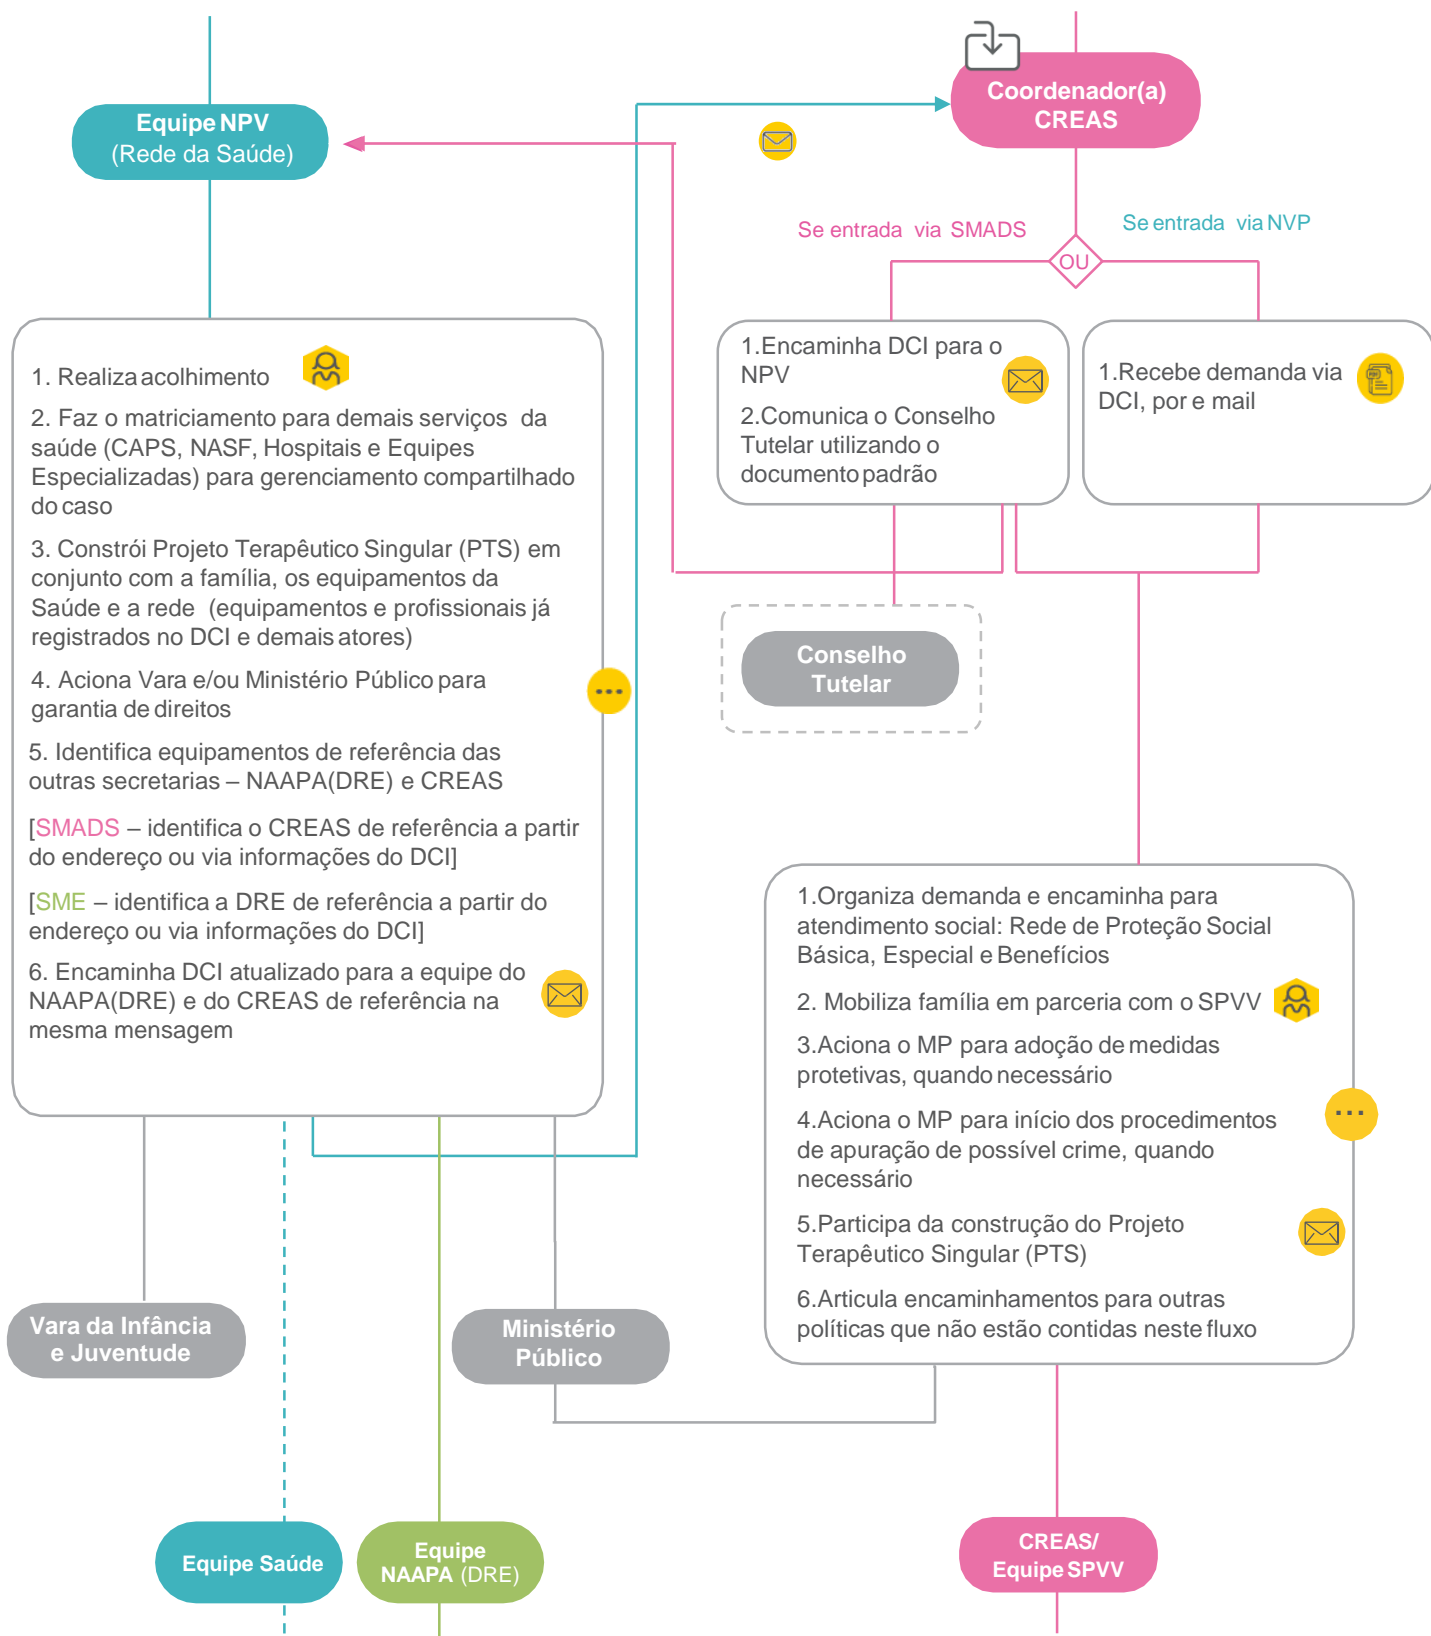 Equipe NPV
(Rede da Saúde)
Coordenador(a)
CREAS
Se entrada via SMADS
Se entrada via NVP
OU
1.Encaminha DCI para o
NPV
2.Comunica o Conselho
Tutelar utilizando o
documento padrão
1.Recebe demanda via
DCI, por e mail
1. Realiza acolhimento
2. Faz o matriciamento para demais serviços da
saúde (CAPS, NASF, Hospitais e Equipes
Especializadas) para gerenciamento compartilhado
do caso
3. Constrói Projeto Terapêutico Singular (PTS) em
conjunto com a família, os equipamentos da
Saúde e a rede (equipamentos e profissionais já
registrados no DCI e demais atores)
4. Aciona Vara e/ou Ministério Público para
garantia de direitos
5. Identifica equipamentos de referência das
outras secretarias – NAAPA(DRE) e CREAS
[SMADS – identifica o CREAS de referência a partir
do endereço ou via informações do DCI]
[SME – identifica a DRE de referência a partir do
endereço ou via informações do DCI]
6. Encaminha DCI atualizado para a equipe do
NAAPA(DRE) e do CREAS de referência na
mesma mensagem
Conselho
Tutelar
1.Organiza demanda e encaminha para
atendimento social: Rede de Proteção Social
Básica, Especial e Benefícios
2. Mobiliza família em parceria com o SPVV
3.Aciona o MP para adoção de medidas
protetivas, quando necessário
4.Aciona o MP para início dos procedimentos
de apuração de possível crime, quando
necessário
5.Participa da construção do Projeto
Terapêutico Singular (PTS)
6.Articula encaminhamentos para outras
políticas que não estão contidas neste fluxo
Vara da Infância
e Juventude
Ministério
Público
Equipe Saúde
Equipe
NAAPA (DRE)
CREAS/
Equipe SPVV